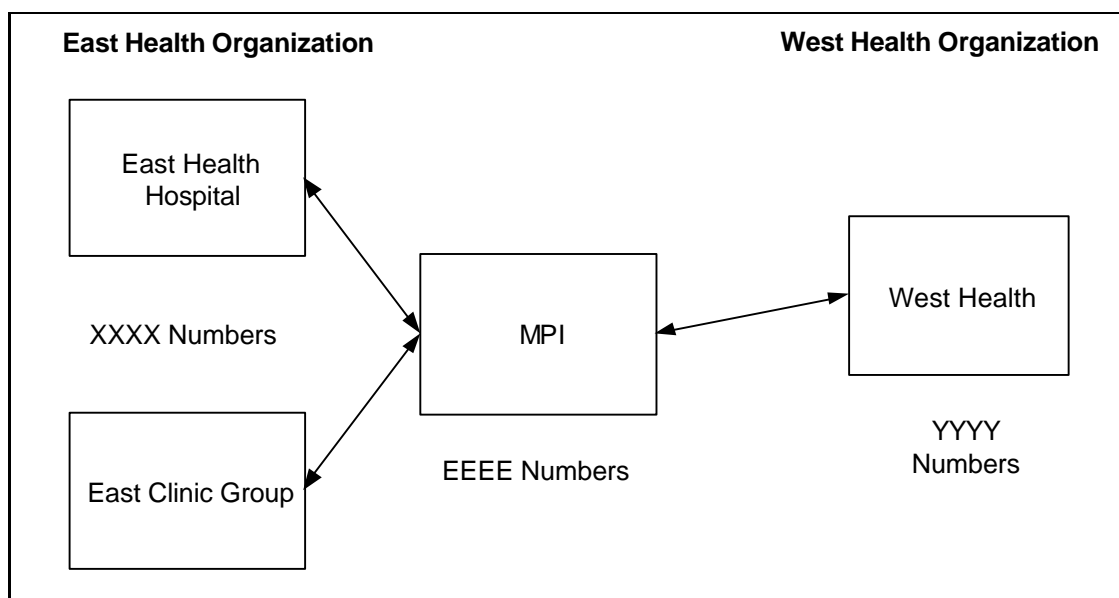 East Health Organization
West Health Organization
East Health
Hospital
XXXX Numbers
East Clinic Group
MPI
EEEE Numbers
West Health
YYYY
Numbers